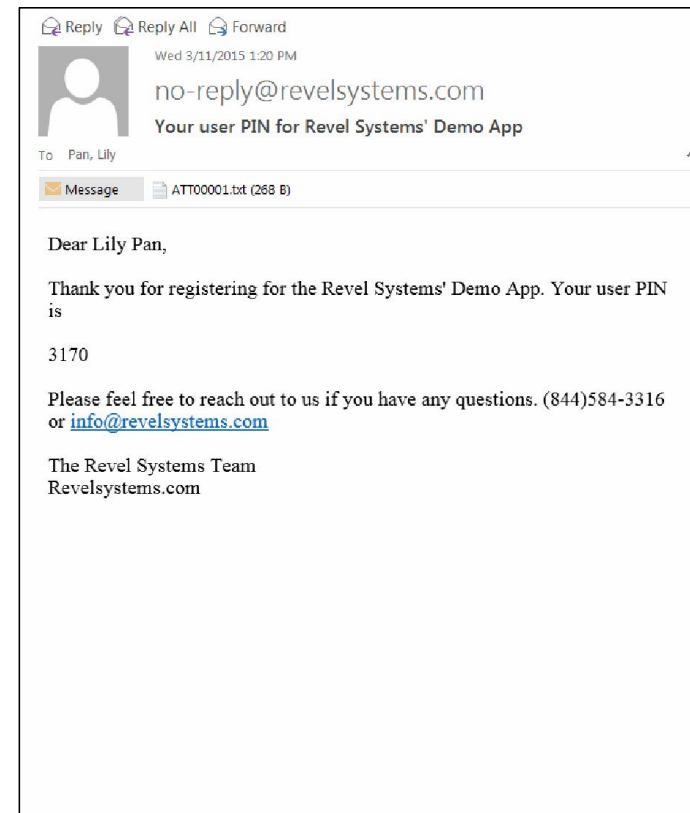 Reply Reply All Forward
Wed 3/11/2015 1:20 PM
no-reply@revelsystems.com
Your user PIN for Revel Systems' Demo App
To Pan, Lily
Message ATT00001.txt (268 B)
Dear Lily Pan,
Thank you for registering for the Revel Systems' Demo App. Your user PIN
is
3170
Please feel free to reach out to us if you have any questions. (844)584-3316
or info@revelsystems.com
The Revel Systems Team
Revelsystems.com